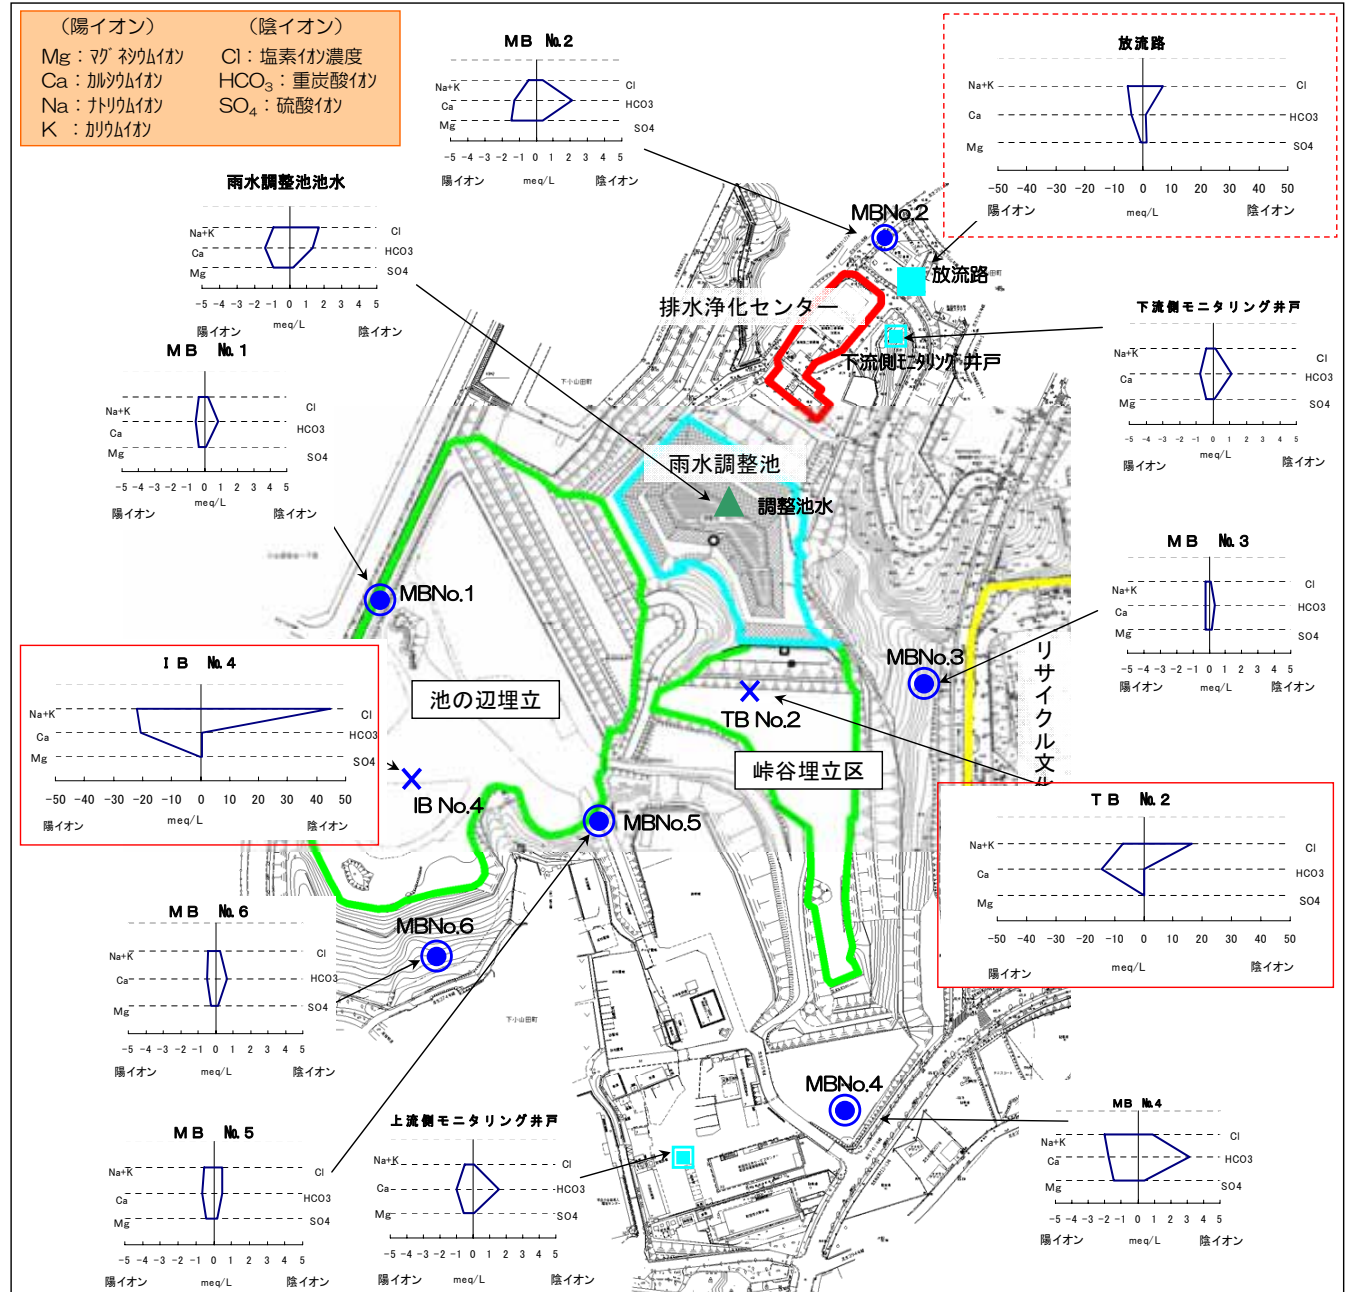 （陽イオン）　（陰イオン）
Mg：マグネシウムイオン　Cl：塩素イオン濃度
Ca：カルシウムイオン　HCO₃：重炭酸イオン
Na：ナトリウムイオン　SO₄：硫酸イオン
K ：カリウムイオン
MB №2
Na+K Cl
Ca HCO3
Mg SO4
-5 -4 -3 -2 -1 0 1 2 3 4 5
陽イオン meq/L 陰イオン
放流路
Na+K Cl
Ca HCO3
Mg SO4
-50 -40 -30 -20 -10 0 10 20 30 40 50
陽イオン meq/L 陰イオン
雨水調整池池水
Na+K Cl
Ca HCO3
Mg SO4
-5 -4 -3 -2 -1 0 1 2 3 4 5
陽イオン meq/L 陰イオン
MBNo.2
放流路
排水浄化センター
下流側モニタリング井戸
下流側モニタリング井戸
Na+K Cl
Ca HCO3
Mg SO4
-5 -4 -3 -2 -1 0 1 2 3 4 5
陽イオン meq/L 陰イオン
MB №1
Na+K Cl
Ca HCO3
Mg SO4
-5 -4 -3 -2 -1 0 1 2 3 4 5
陽イオン meq/L 陰イオン
下小山田町
雨水調整池
調整池水
MBNo.1
MB №3
Na+K Cl
Ca HCO3
Mg SO4
-5 -4 -3 -2 -1 0 1 2 3 4 5
陽イオン meq/L 陰イオン
MBNo.3
リサイクル文化
IB №4
Na+K Cl
Ca HCO3
Mg SO4
-50 -40 -30 -20 -10 0 10 20 30 40 50
陽イオン meq/L 陰イオン
池の辺埋立
TB No.2
峠谷埋立区
IB No.4
MBNo.5
TB №2
Na+K Cl
Ca HCO3
Mg SO4
-50 -40 -30 -20 -10 0 10 20 30 40 50
陽イオン meq/L 陰イオン
MB №6
Na+K Cl
Ca HCO3
Mg SO4
-5 -4 -3 -2 -1 0 1 2 3 4 5
陽イオン meq/L 陰イオン
MBNo.6
下小山田町
MBNo.4
MB №5
Na+K Cl
Ca HCO3
Mg SO4
-5 -4 -3 -2 -1 0 1 2 3 4 5
陽イオン meq/L 陰イオン
上流側モニタリング井戸
Na+K Cl
Ca HCO3
Mg SO4
-5 -4 -3 -2 -1 0 1 2 3 4 5
陽イオン meq/L 陰イオン
MB №4
Na+K Cl
Ca HCO3
Mg SO4
-5 -4 -3 -2 -1 0 1 2 3 4 5
陽イオン meq/L 陰イオン